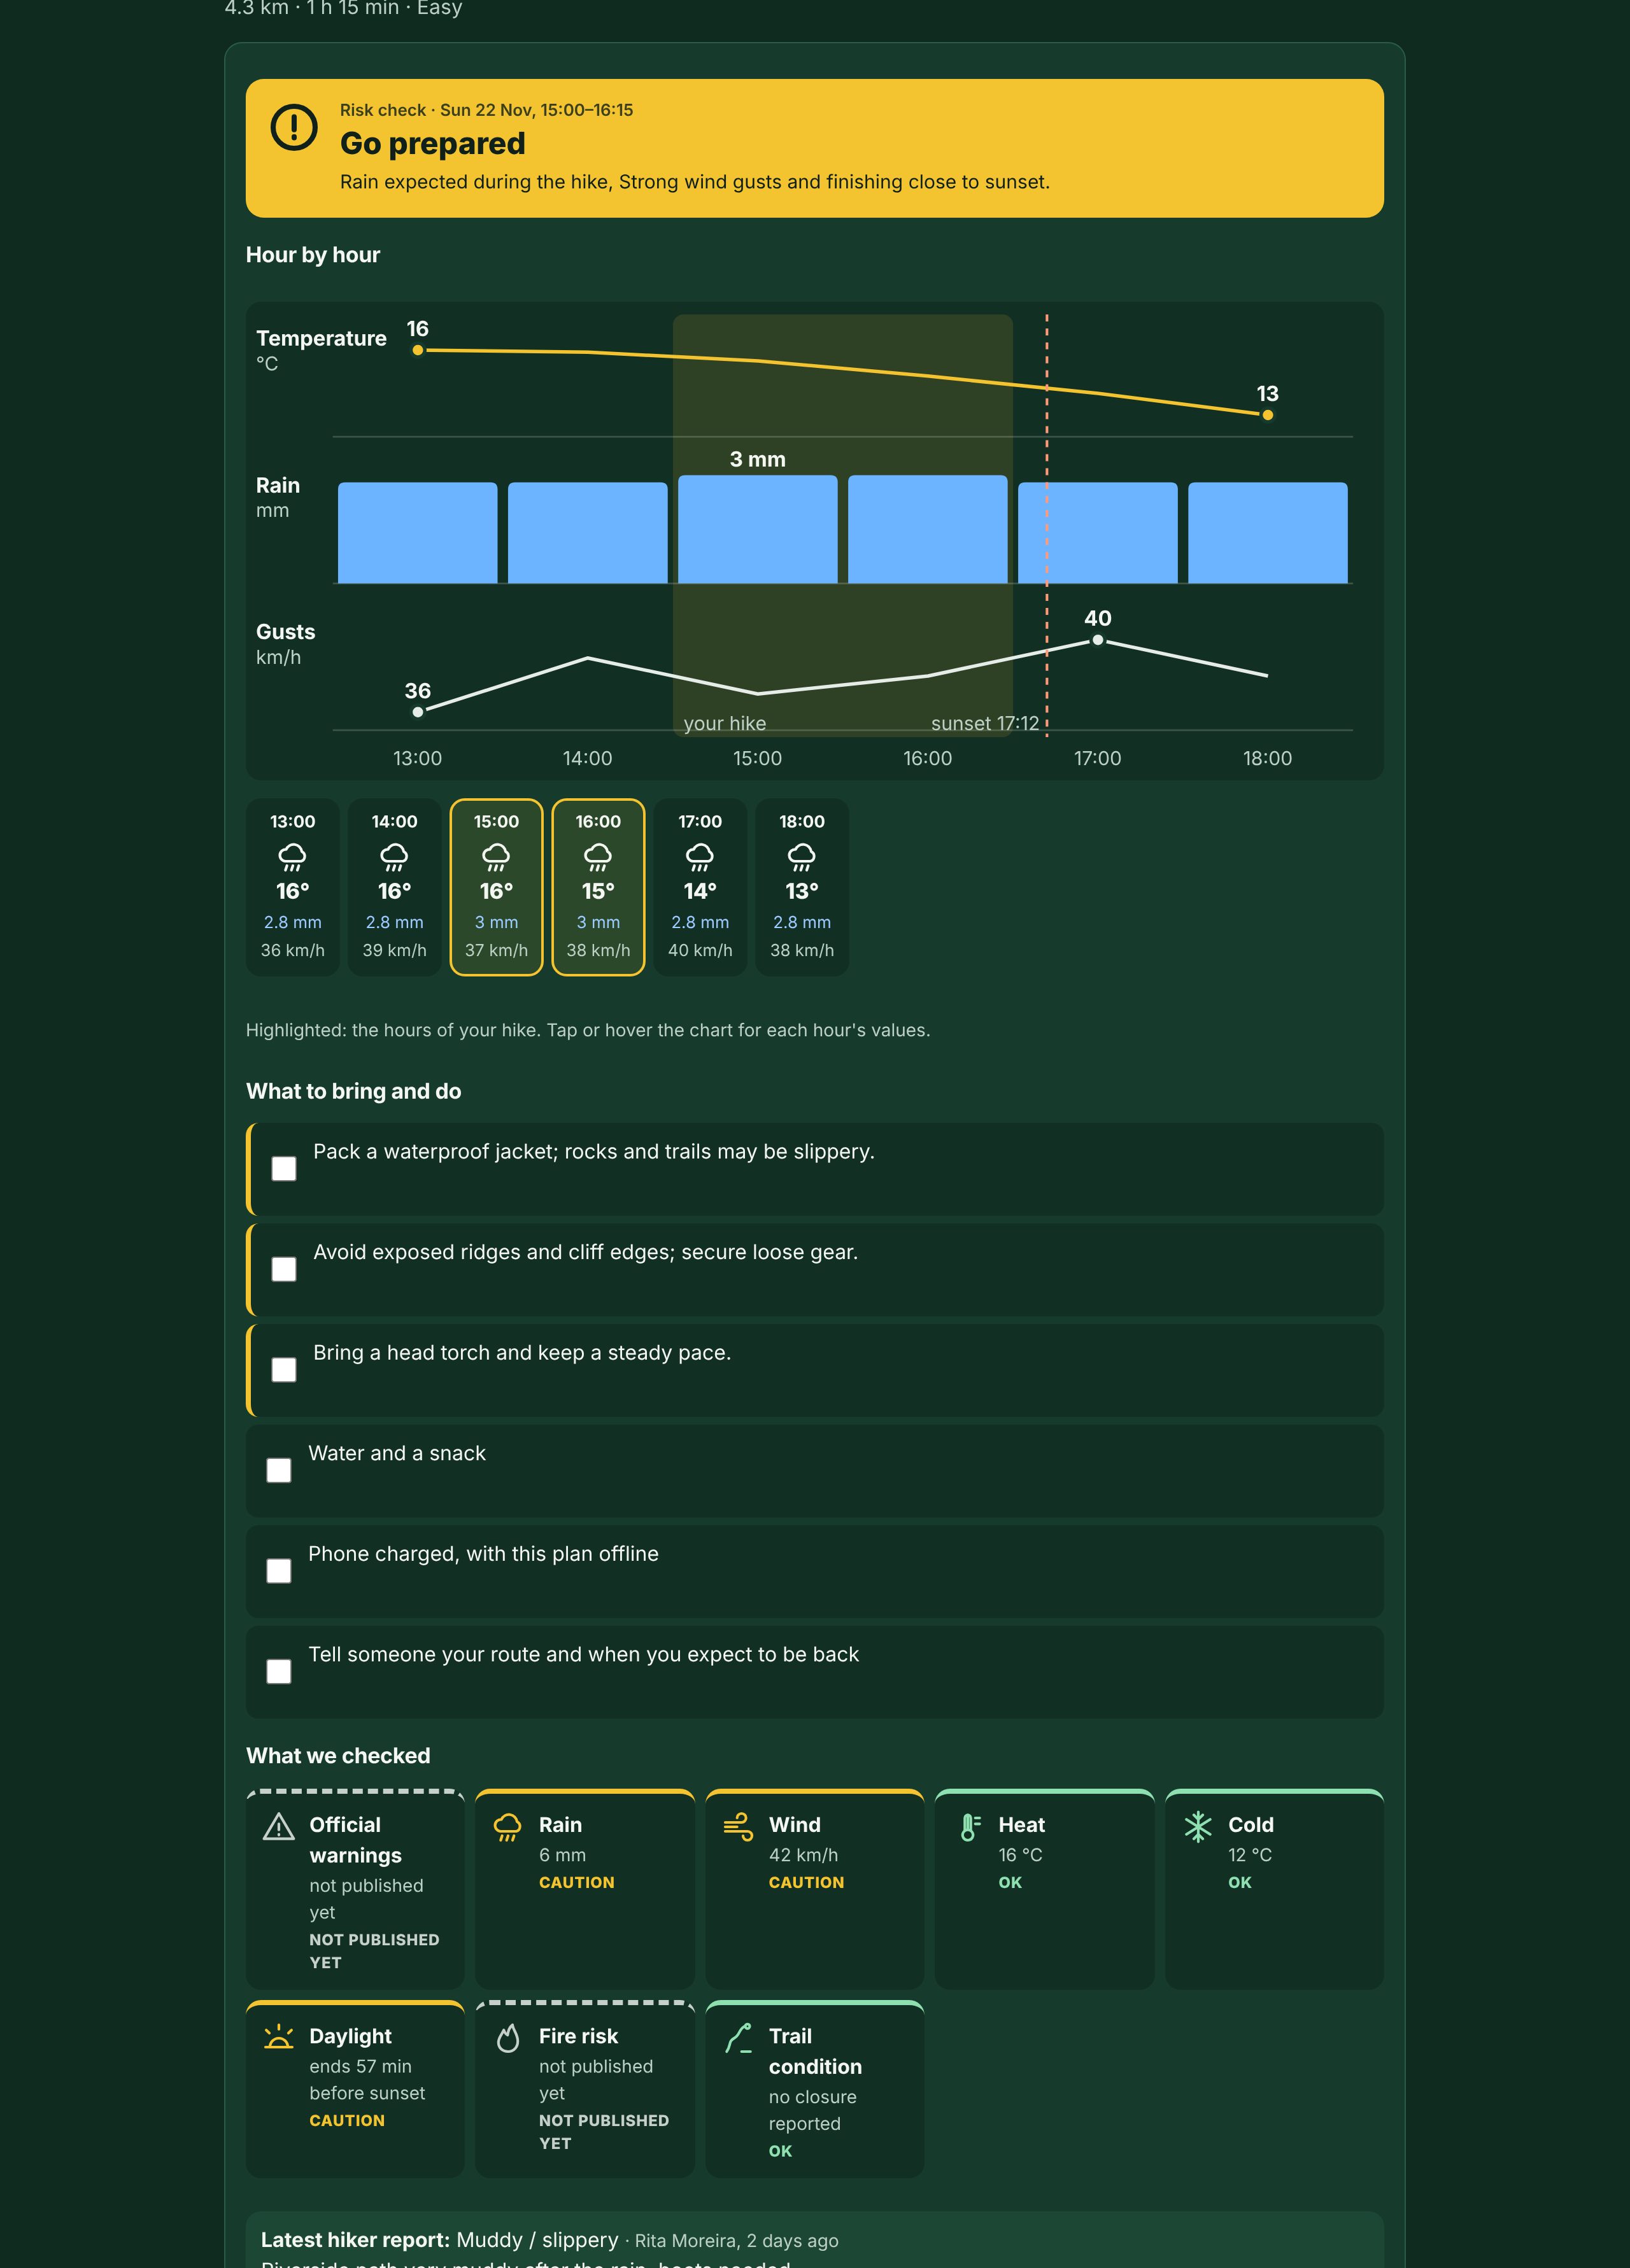 4.3 km · 1 h 15 min · Easy
Risk check · Sun 22 Nov, 15:00–16:15
Go prepared
Rain expected during the hike, Strong wind gusts and finishing close to sunset.
Hour by hour
Temperature
°C
16
13
3 mm
Rain
mm
Gusts
km/h
36
40
your hike
sunset 17:12
13:00 14:00 15:00 16:00 17:00 18:00
13:00 14:00 15:00 16:00 17:00 18:00
16° 16° 16° 15° 14° 13°
2.8 mm 2.8 mm 3 mm 3 mm 2.8 mm 2.8 mm
36 km/h 39 km/h 37 km/h 38 km/h 40 km/h 38 km/h
Highlighted: the hours of your hike. Tap or hover the chart for each hour's values.
What to bring and do
Pack a waterproof jacket; rocks and trails may be slippery.
Avoid exposed ridges and cliff edges; secure loose gear.
Bring a head torch and keep a steady pace.
Water and a snack
Phone charged, with this plan offline
Tell someone your route and when you expect to be back
What we checked
Official
warnings
not published
yet
NOT PUBLISHED
YET
Rain
6 mm
CAUTION
Wind
42 km/h
CAUTION
Heat
16 °C
OK
Cold
12 °C
OK
Daylight
ends 57 min
before sunset
CAUTION
Fire risk
not published
yet
NOT PUBLISHED
YET
Trail
condition
no closure
reported
OK
Latest hiker report: Muddy / slippery · Rita Moreira, 2 days ago
Riverside path very muddy after the rain, boots needed